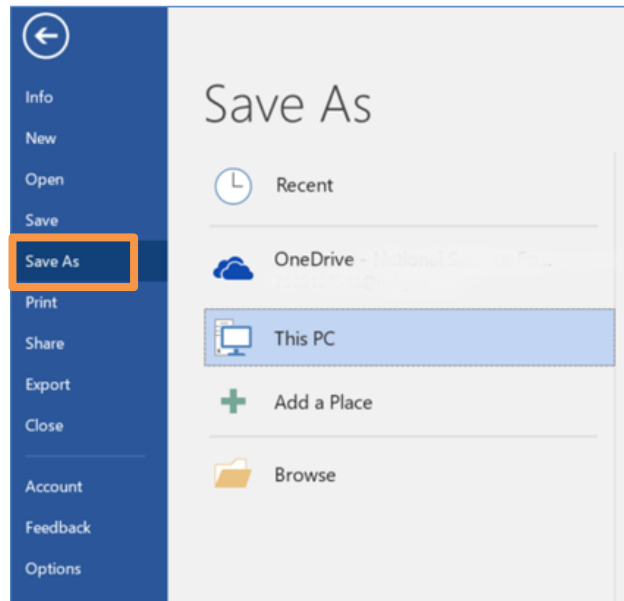 Info
New
Open
Save
Save As
Print
Share
Export
Close
Account
Feedback
Options
Save As
Recent
OneDrive -
This PC
Add a Place
Browse